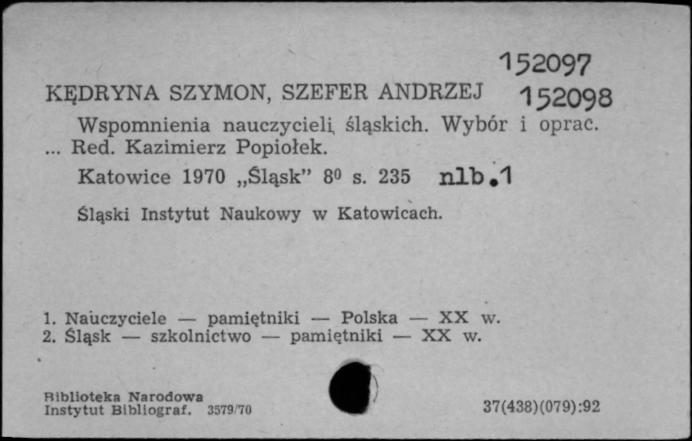 152097
KĘDRYNA SZYMON, SZEFER ANDRZEJ 152098
Wspomnienia nauczycieli śląskich. Wybór i oprac.
... Red. Kazimierz Popiołek.
Katowice 1970 „Śląsk” 8⁰ s. 235 nlb.1
Śląski Instytut Naukowy w Katowicach.
1. Nauczyciele — pamiętniki — Polska — XX w.
2. Śląsk — szkolnictwo — pamiętniki — XX w.
Biblioteka Narodowa
Instytut Bibliograf. 3579/70 37(438)(079):92